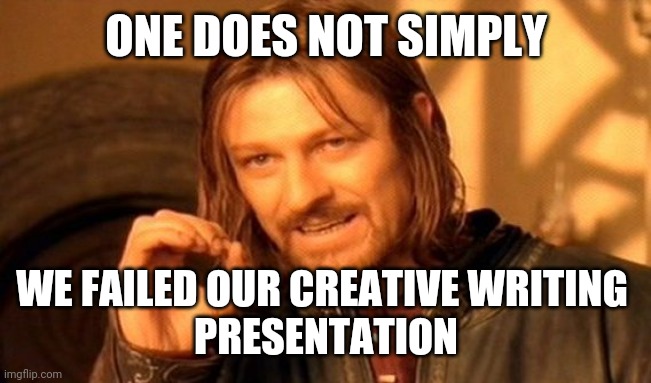 ONE DOES NOT SIMPLY
WE FAILED OUR CREATIVE WRITING
PRESENTATION
imgflip.com